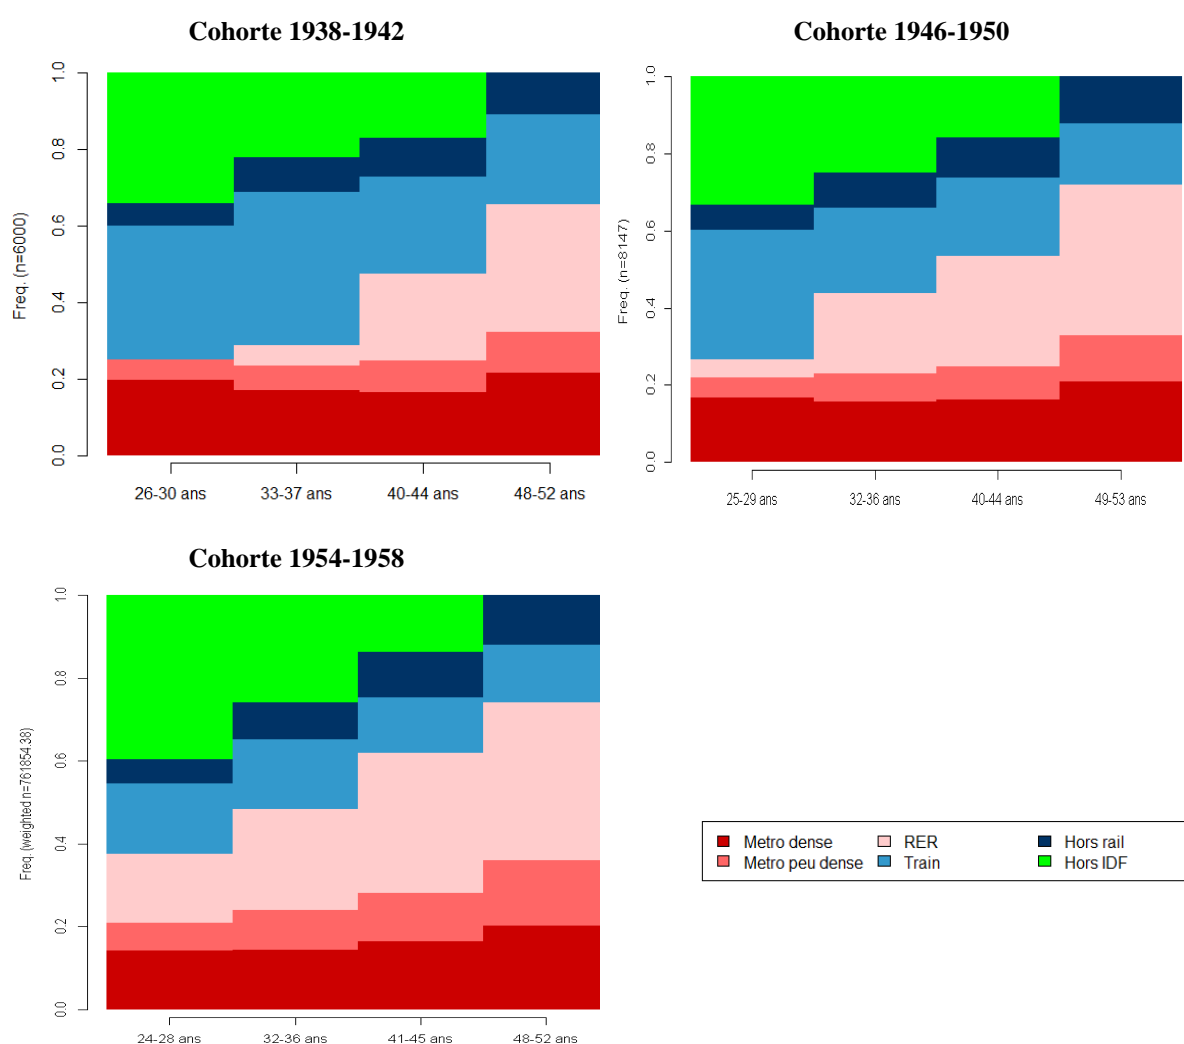 Cohorte 1938-1942
Freq. (n=6000)
1.0
0.8
0.6
0.4
0.2
0.0
26-30 ans 33-37 ans 40-44 ans 48-52 ans
Cohorte 1946-1950
Freq. (n=8147)
1.0
0.8
0.6
0.4
0.2
0.0
25-29 ans 32-36 ans 40-44 ans 49-53 ans
Cohorte 1954-1958
Freq. (weighted n=761854.38)
1.0
0.8
0.6
0.4
0.2
0.0
24-28 ans 32-36 ans 41-45 ans 48-52 ans
Metro dense RER Hors rail
Metro peu dense Train Hors IDF